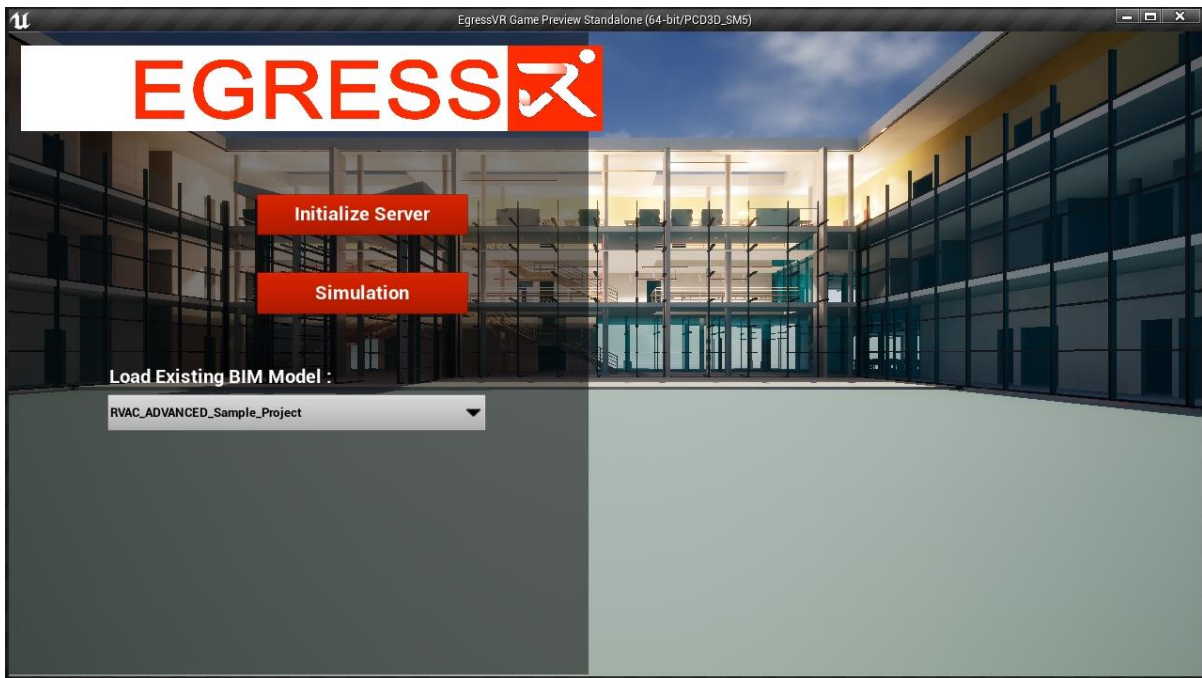 EgressVR Game Preview Standalone (64-bit/PCD3D_SM5)
EGRESS
Initialize Server
Simulation
Load Existing BIM Model :
RVAC_ADVANCED_Sample_Project